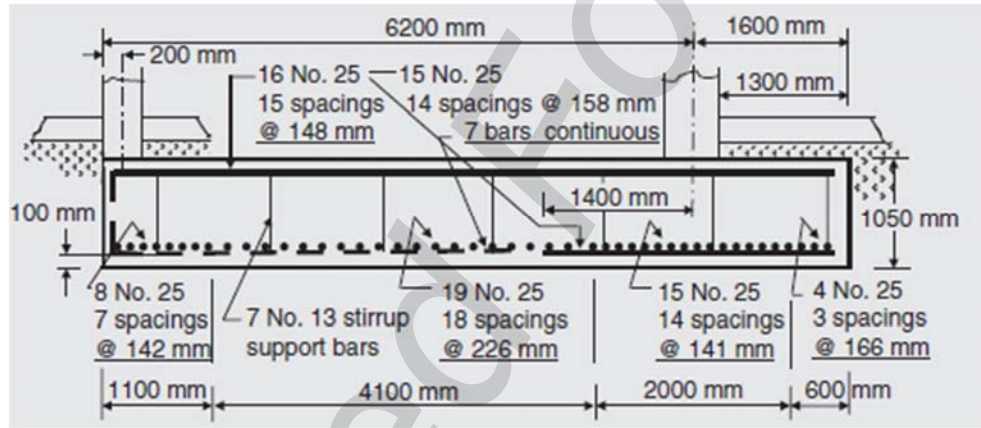 6200 mm
1600 mm
200 mm
16 No. 25
15 No. 25
1300 mm
15 spacings
14 spacings @ 158 mm
@ 148 mm
7 bars continuous
1400 mm
100 mm
1050 mm
8 No. 25
19 No. 25
15 No. 25
4 No. 25
7 spacings
7 No. 13 stirrup
18 spacings
14 spacings
3 spacings
@ 142 mm
support bars
@ 226 mm
@ 141 mm
@ 166 mm
1100 mm
4100 mm
2000 mm
600 mm